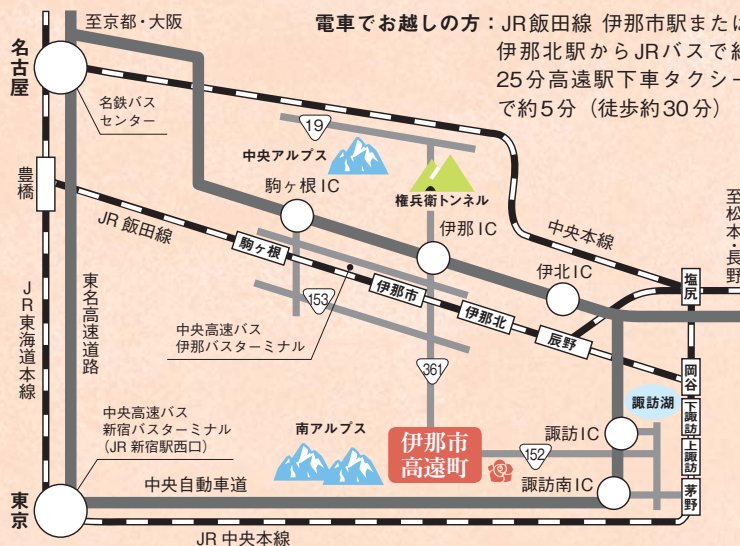 至京都・大阪
電車でお越しの方：JR飯田線 伊那市駅または
伊那北駅からJRバスで約
25分高遠駅下車タクシー
で約5分（徒歩約30分）
名古屋
名鉄バス
センター
19
中央アルプス
権兵衛トンネル
豊橋
駒ヶ根IC
JR飯田線
伊那IC
中央本線
至松本・長野
駒ヶ根
伊北IC
塩尻
伊那市
153
伊那北
辰野
JR東海道本線
東名高速道路
中央高速バス
伊那バスターミナル
361
岡谷
諏訪湖
下諏訪
中央高速バス
新宿バスターミナル
（JR新宿駅西口）
南アルプス
伊那市
高遠町
152
諏訪IC
上諏訪
諏訪南IC
茅野
中央自動車道
東京
JR中央本線